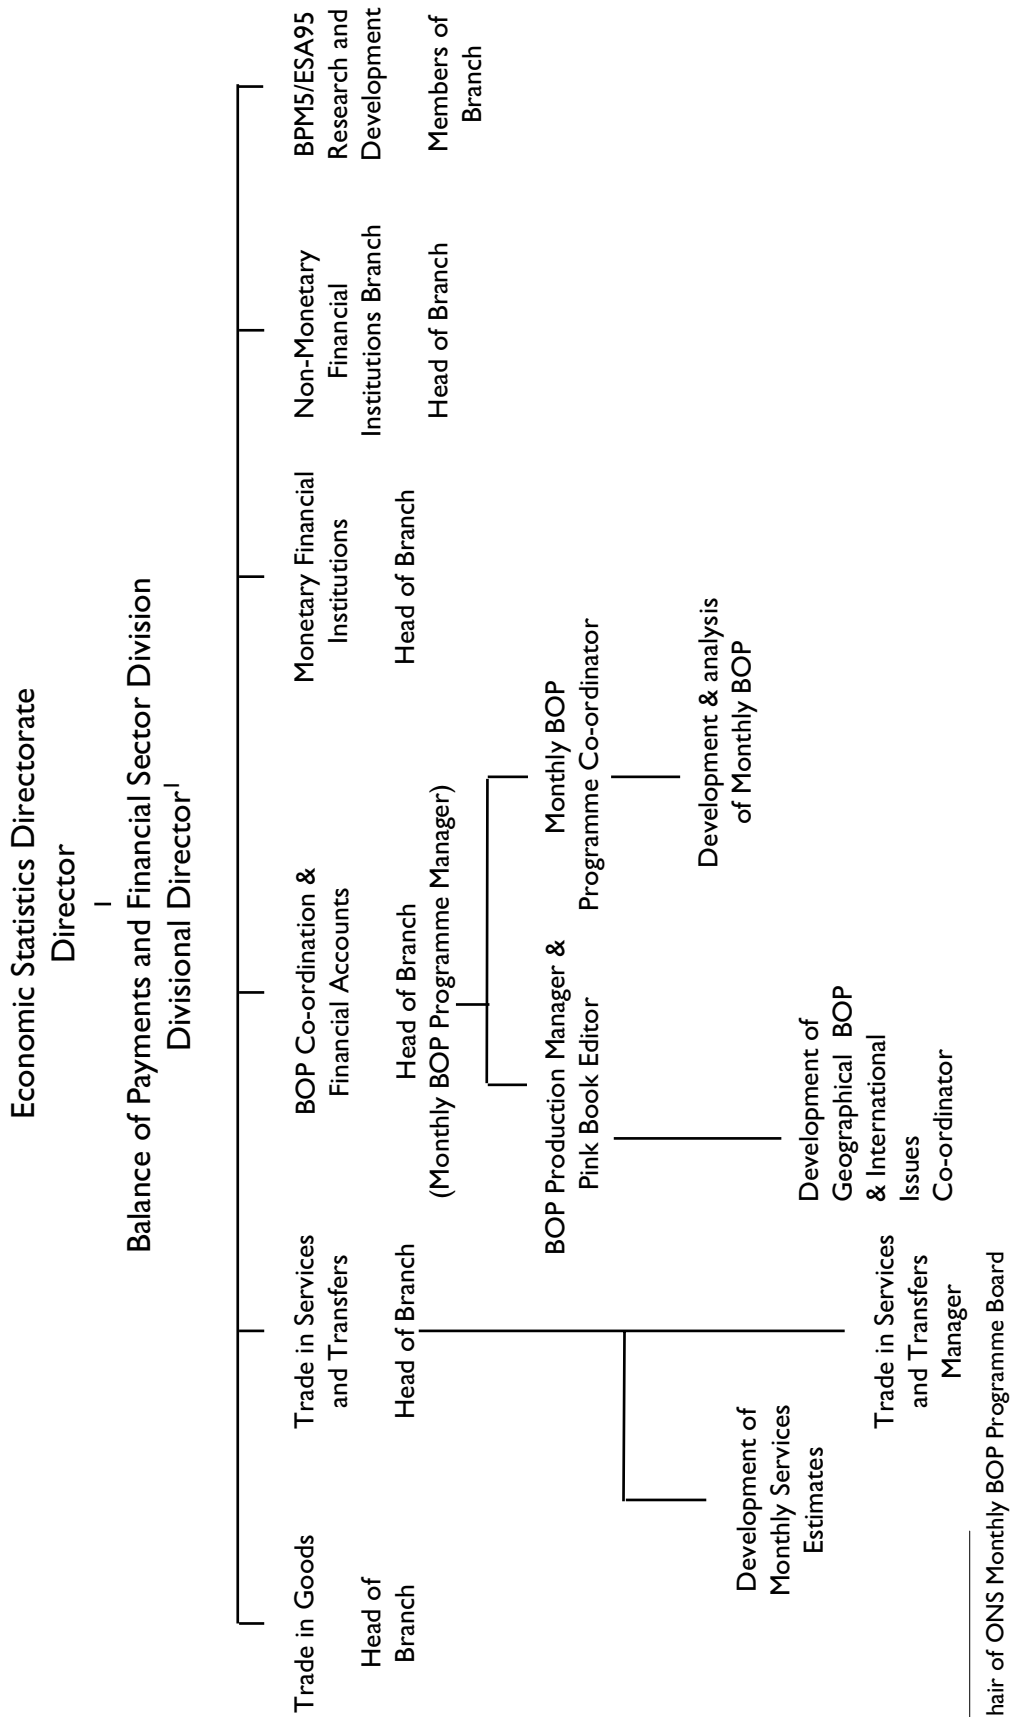 Economic Statistics Directorate
Director
Balance of Payments and Financial Sector Division
Divisional Director1
Trade in Goods
Head of
Branch
Trade in Services
and Transfers
Head of Branch
Development of
Monthly Services
Estimates
Trade in Services
and Transfers
Manager
BOP Co-ordination &
Financial Accounts
Head of Branch
(Monthly BOP Programme Manager)
BOP Production Manager &
Pink Book Editor
Development of
Geographical BOP
& International
Issues
Co-ordinator
Monthly BOP
Programme Co-ordinator
Development & analysis
of Monthly BOP
Monetary Financial
Institutions
Head of Branch
Non-Monetary
Financial
Institutions Branch
Head of Branch
BPM5/ESA95
Research and
Development
Members of
Branch
hair of ONS Monthly BOP Programme Board